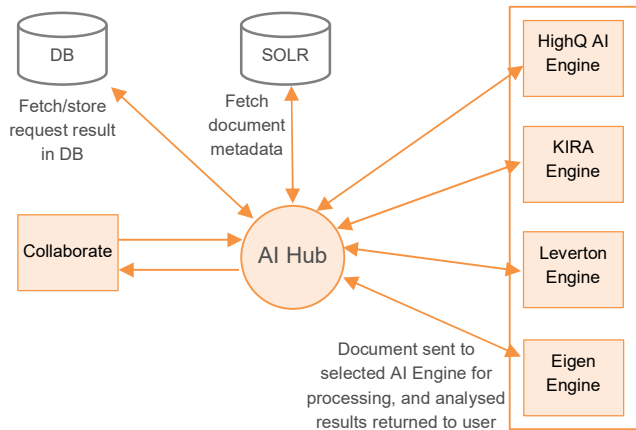 DB
SOLR
HighQ AI
Engine
Fetch/store
request result
in DB
Fetch
document
metadata
KIRA
Engine
Collaborate
AI Hub
Leverton
Engine
Document sent to
selected AI Engine for
processing, and analysed
results returned to user
Eigen
Engine